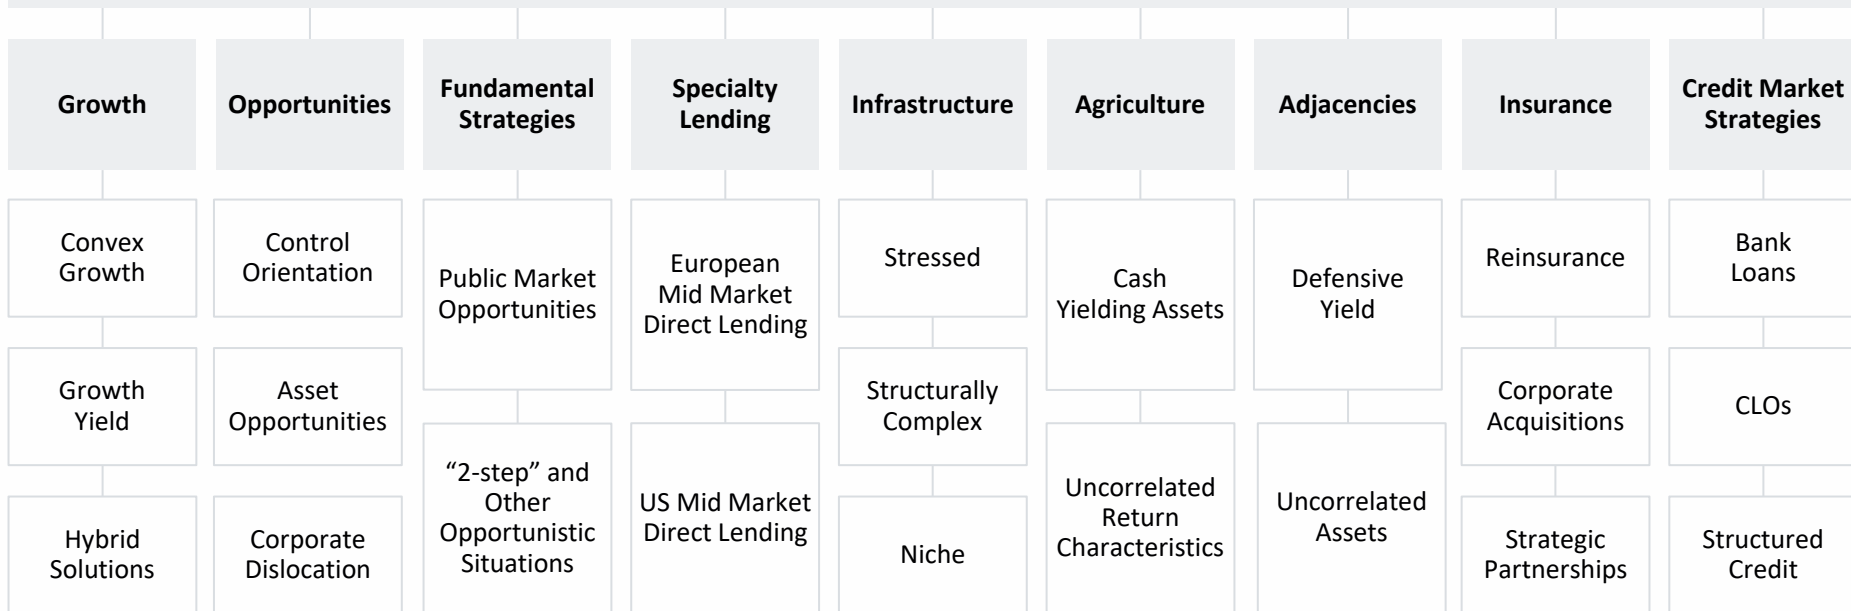 Growth
Opportunities
Fundamental
Strategies
Specialty
Lending
Infrastructure
Agriculture
Adjacencies
Insurance
Credit Market
Strategies
Convex
Growth
Growth
Yield
Hybrid
Solutions
Control
Orientation
Asset
Opportunities
Corporate
Dislocation
Public Market
Opportunities
“2-step” and
Other
Opportunistic
Situations
European
Mid Market
Direct Lending
US Mid Market
Direct Lending
Stressed
Structurally
Complex
Niche
Cash
Yielding Assets
Uncorrelated
Return
Characteristics
Defensive
Yield
Uncorrelated
Assets
Reinsurance
Corporate
Acquisitions
Strategic
Partnerships
Bank
Loans
CLOs
Structured
Credit